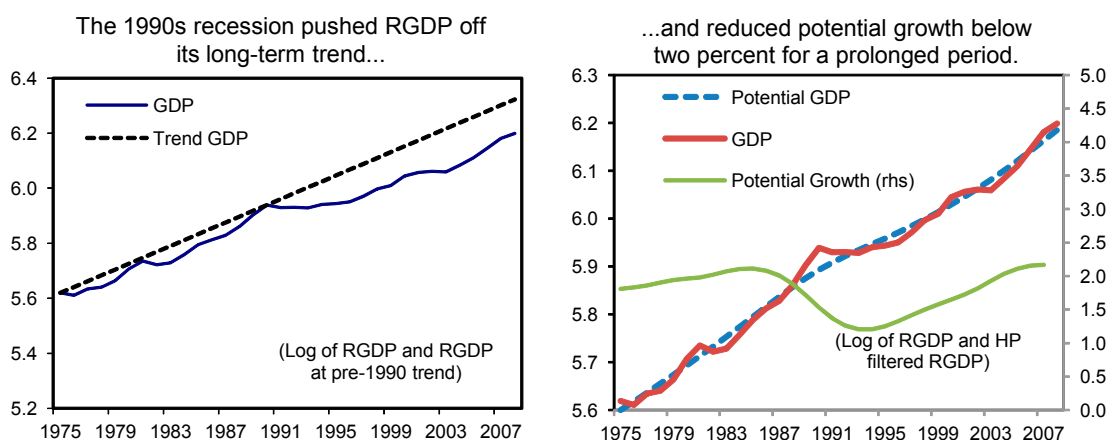 The 1990s recession pushed RGDP off
its long-term trend...
6.4
6.2
6.0
5.8
5.6
5.4
5.2
GDP
Trend GDP
(Log of RGDP and RGDP
at pre-1990 trend)
1975 1979 1983 1987 1991 1995 1999 2003 2007
...and reduced potential growth below
two percent for a prolonged period.
6.3
6.2
6.1
6.0
5.9
5.8
5.7
5.6
Potential GDP
GDP
Potential Growth (rhs)
(Log of RGDP and HP
filtered RGDP)
5.0
4.5
4.0
3.5
3.0
2.5
2.0
1.5
1.0
0.5
0.0
1975 1979 1983 1987 1991 1995 1999 2003 2007